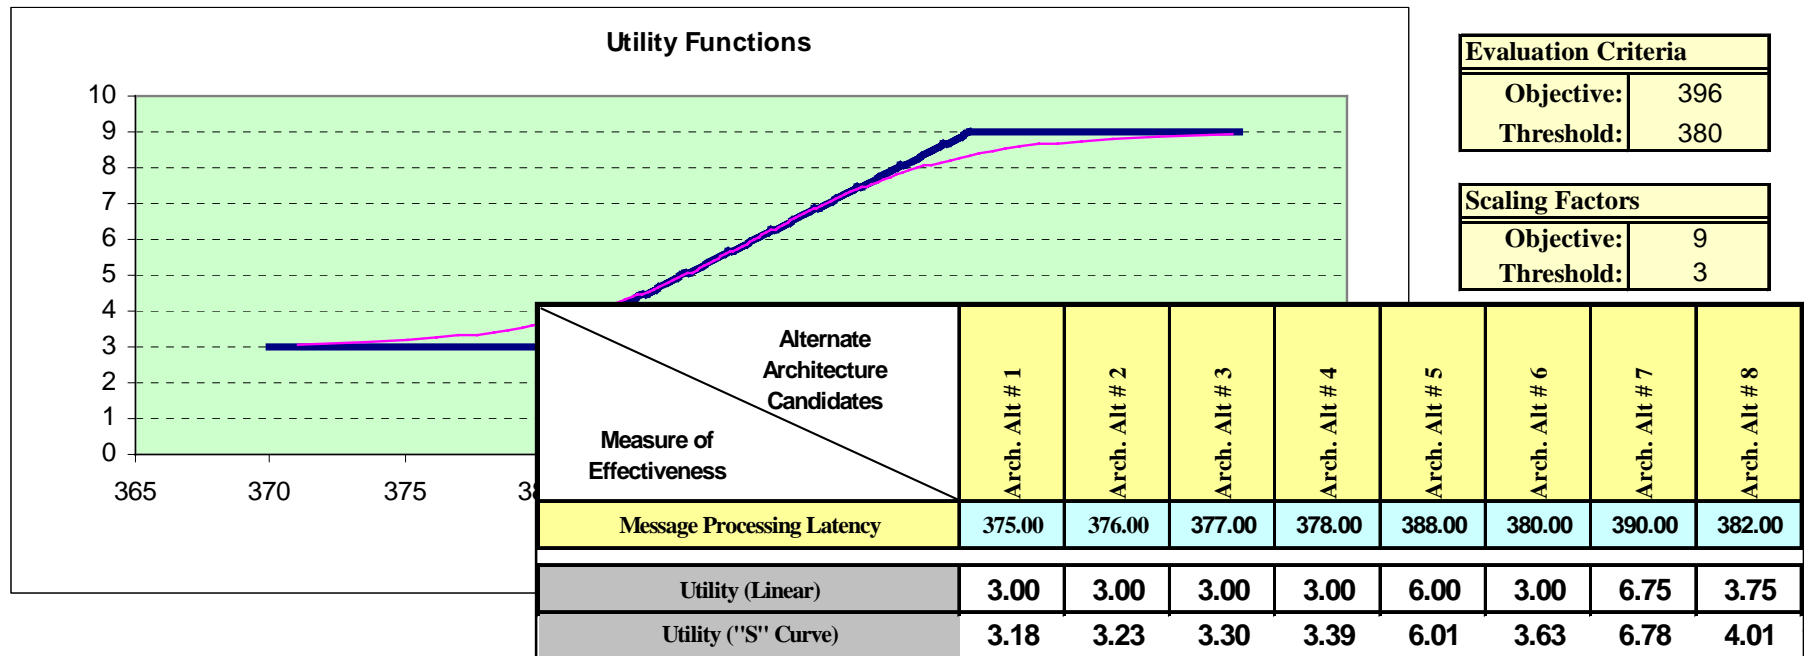 Utility Functions
10
9
8
7
6
5
4
3
2
1
0
365 370 375
Evaluation Criteria
Objective: 396
Threshold: 380
Scaling Factors
Objective: 9
Threshold: 3
Alternate
Architecture
Candidates
Measure of
Effectiveness
Arch. Alt # 1
Arch. Alt # 2
Arch. Alt # 3
Arch. Alt # 4
Arch. Alt # 5
Arch. Alt # 6
Arch. Alt # 7
Arch. Alt # 8
Message Processing Latency 375.00 376.00 377.00 378.00 388.00 380.00 390.00 382.00
Utility (Linear) 3.00 3.00 3.00 3.00 6.00 3.00 6.75 3.75
Utility ("S" Curve) 3.18 3.23 3.30 3.39 6.01 3.63 6.78 4.01